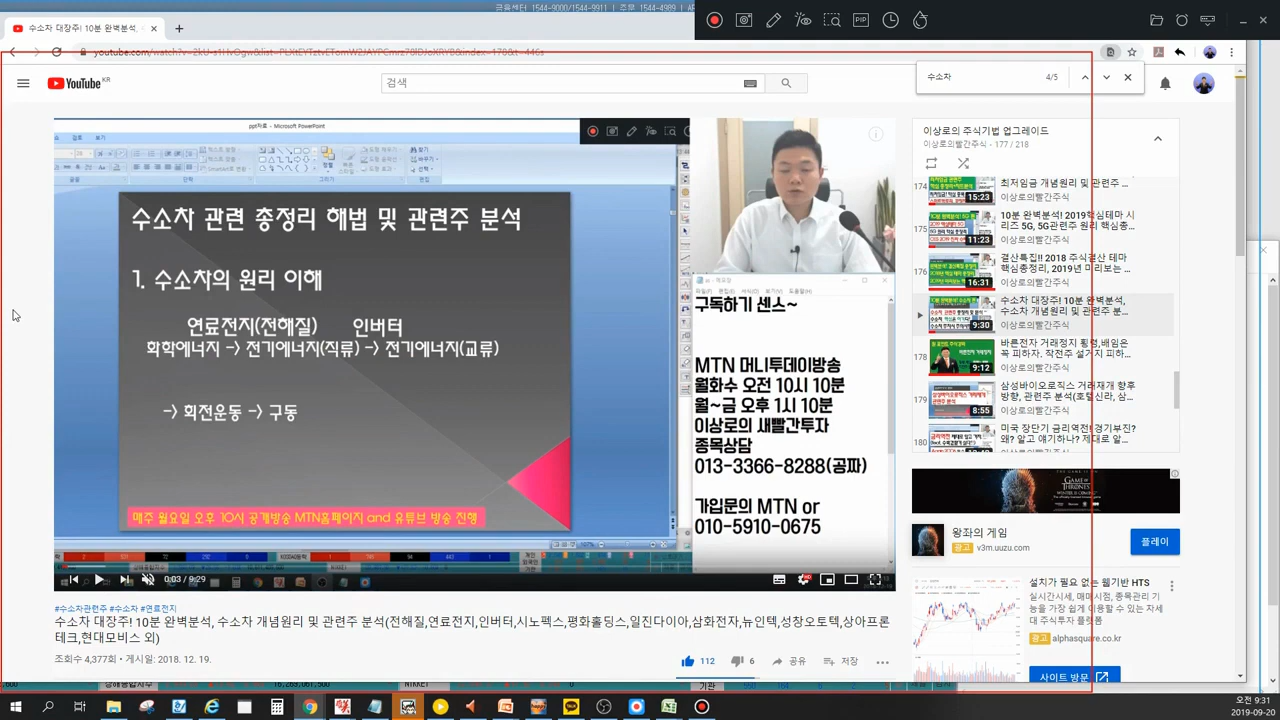 금융센터 1544-9000/1544-9911 | 주문 1544-4989 |
수소차 대장주! 10분 완벽분석,
YouTube KR
검색
수소차
4/5
ppt자료 - Microsoft PowerPoint
수소차 관련 총정리 해법 및 관련주 분석
1. 수소차의 원리 이해
연료전지(전해질) 인버터
화학에너지 -> 전기에너지(직류) -> 전기에너지(교류)
-> 회전운동 -> 구동
매주 월요일 오후 10시 공개방송 MTN홈페이지 and 유튜브 방송 진행
구독하기 센스~
MTN 머니투데이방송
월화수 오전 10시 10분
월~금 오후 1시 10분
이상로의 새빨간투자
종목상담
013-3366-8288(공짜)
가입문의 MTN or
010-5910-0675
0:03 / 9:29
#수소차관련주 #수소차 #연료전지
수소차 대장주! 10분 완벽분석, 수소차 개념원리 및 관련주 분석(전해질,연료전지,인버터,시노펙스,평화홀딩스,일진다이아,삼화전자,뉴인텍,성창오토텍,상아프론
테크,현대모비스 외)
조회수 4,377회 • 게시일: 2018. 12. 19.
112
6
공유
저장
이상로의 주식기법 업그레이드
이상로의빨간주식 - 177 / 218
174
15:23
최저임금 개념원리 및 관련주 ...
이상로의빨간주식
175
11:23
10분 완벽분석! 2019핵심테마 시
리즈 5G, 5G관련주 원리 핵심총...
이상로의빨간주식
176
16:31
결산특집!! 2018 주식결산 테마
핵심총정리, 2019년 미리보는 ...
이상로의빨간주식
9:30
수소차 대장주! 10분 완벽분석,
수소차 개념원리 및 관련주 분...
이상로의빨간주식
178
9:12
바른전자 거래정지 횡령,배임은
꼭 피하자. 작전주 설거지 피하...
이상로의빨간주식
179
8:55
삼성바이오로직스 거래재개 향후
방향, 관련주 분석(호텔신라, 삼...
이상로의빨간주식
180
미국 장단기 금리역전! 경기부진?
왜? 알고 얘기하나? 제대로 알...
GAME OF THRONES
WINTER IS COMING
왕좌의 게임
광고 v3m.uuzu.com
플레이
설치가 필요 없는 웹기반 HTS
실시간시세, 매매시점, 종목관리 기
능을 가장 쉽게 이용할 수 있는 차세
대 주식투자 플랫폼
광고 alphasquare.co.kr
사이트 방문
오전 9:31
2019-09-20